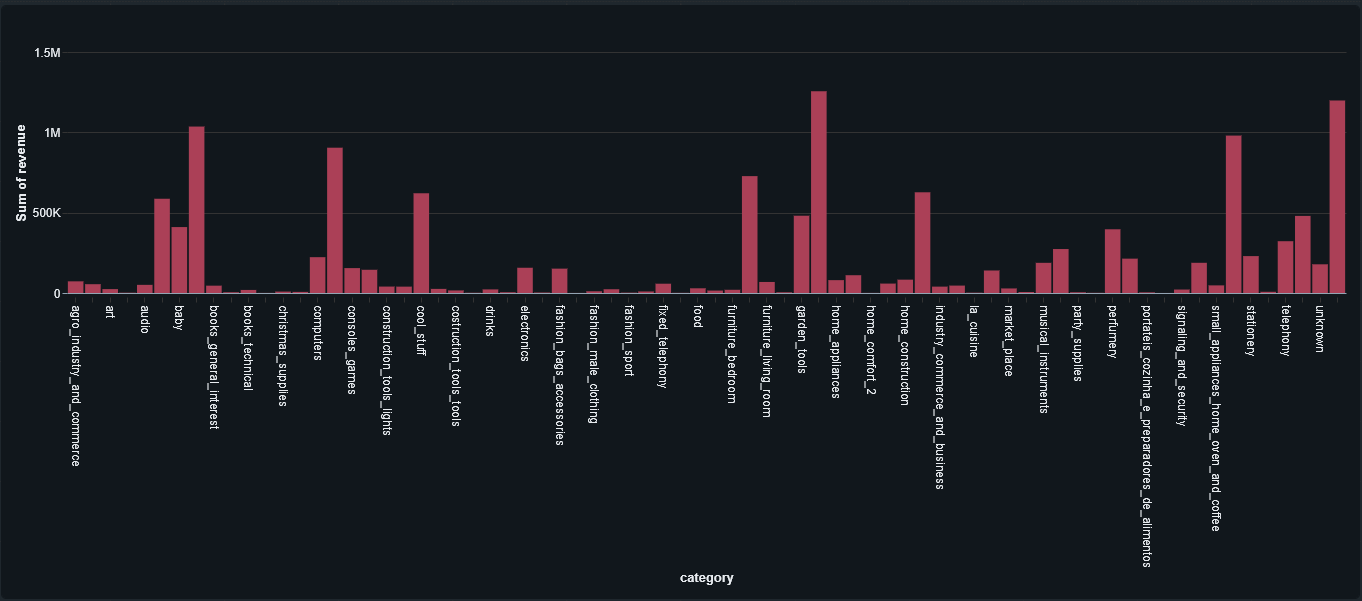 1.5M
1M
500K
0
Sum of revenue
agro_industry_and_commerce
art
audio
baby
books_general_interest
books_technical
christmas_supplies
computers
consoles_games
construction_tools_lights
cool_stuff
costruction_tools_tools
drinks
electronics
fashion_bags_accessories
fashion_male_clothing
fashion_sport
fixed_telephony
food
furniture_bedroom
furniture_living_room
garden_tools
home_appliances
home_comfort_2
home_construction
industry_commerce_and_business
la_cuisine
market_place
musical_instruments
party_supplies
perfumery
portateis_cozinha_e_preparadores_de_alimentos
signaling_and_security
small_appliances_home_oven_and_coffee
stationery
telephony
unknown
category